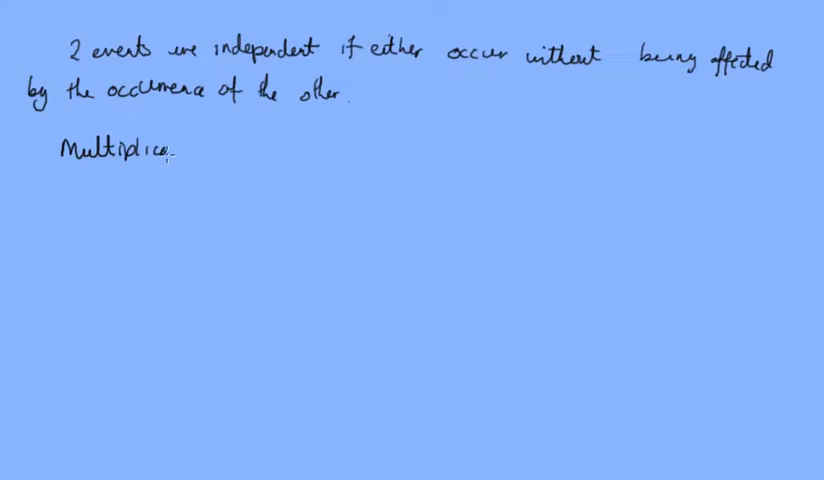 2 events are independent if either occur without being affected
by the occurrence of the other.
Multiplica